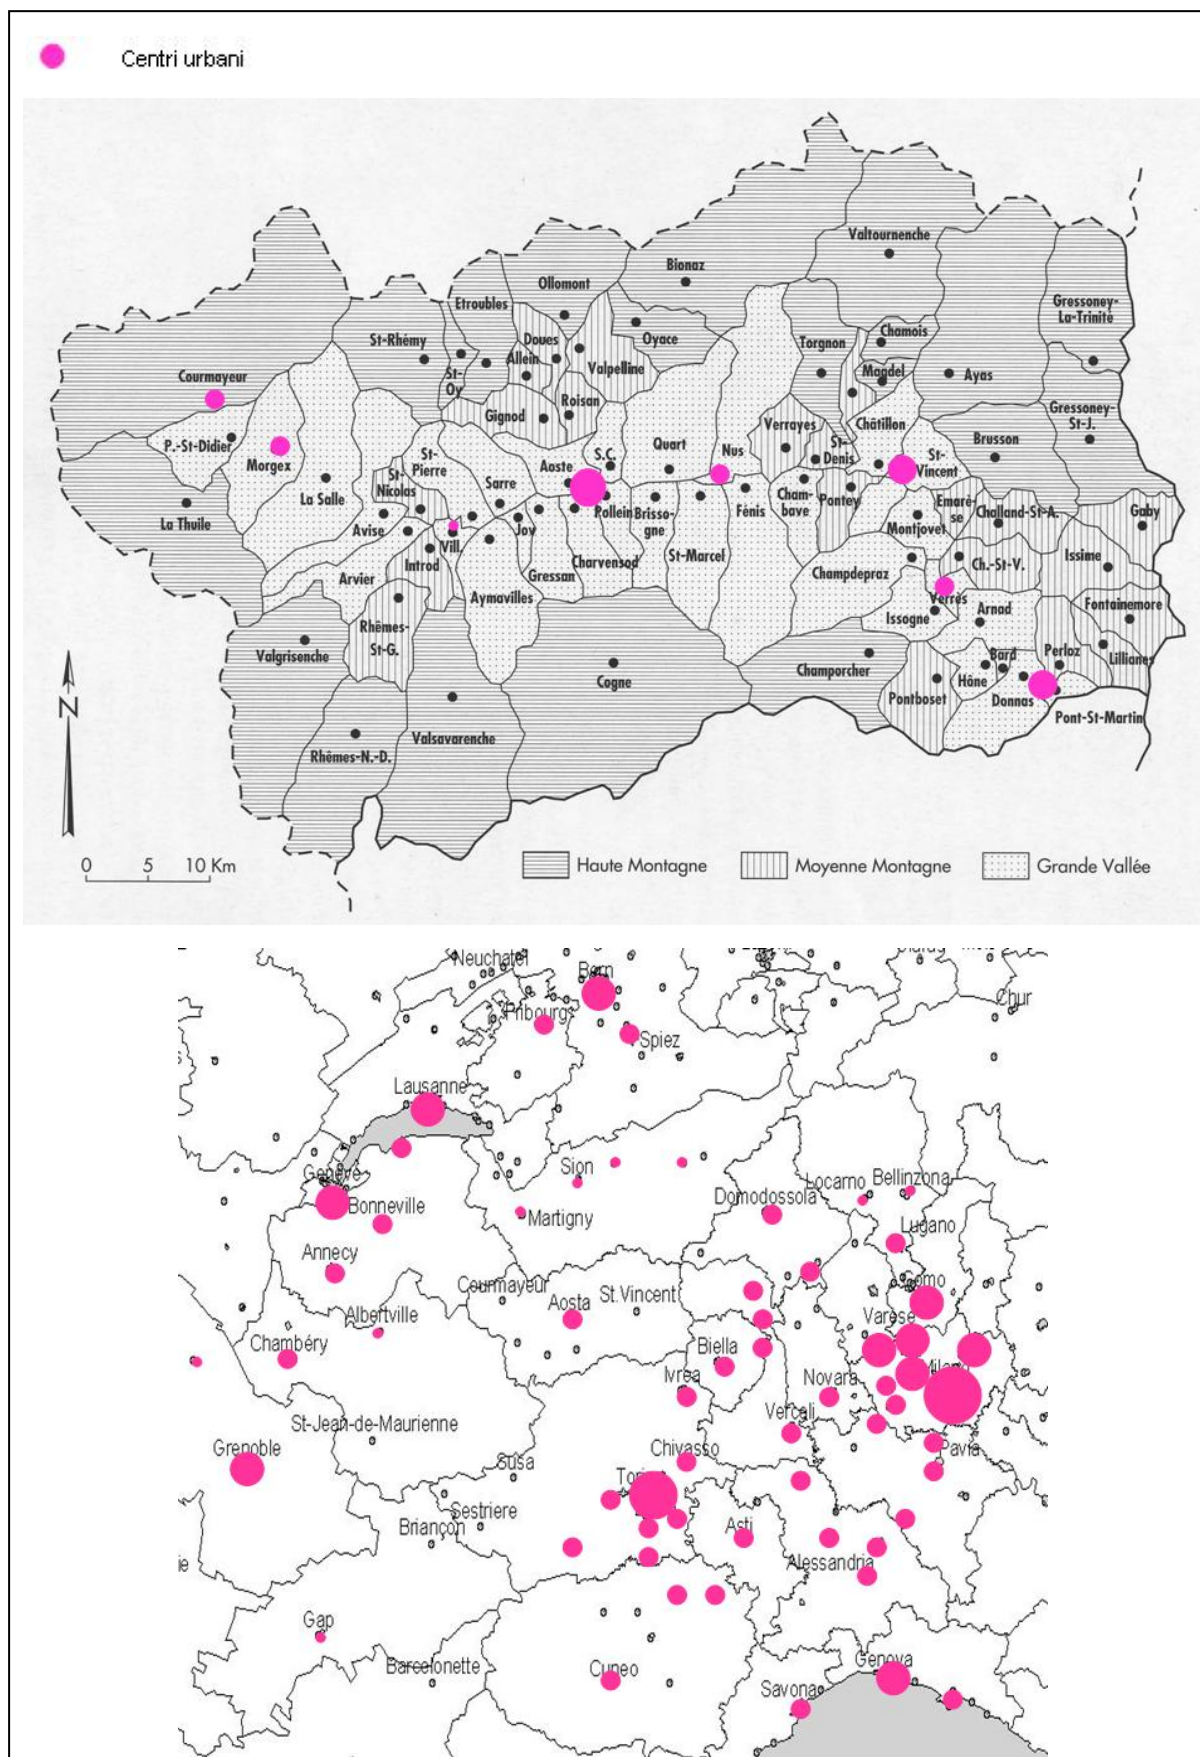 Centri urbani
Valtournenche
Bionaz
Ollomont
Etroubles
Gressoney-
La-Trinité
St-Rhémy
Doues
Oyace
Chamois
Torgnon
Allein
Valpelline
Courmayeur
St-
Oy
Magdel
Ayas
Roisan
Gignod
Gressoney-
St-J.
Verrayes
Châtillon
P.-St-Didier
Quart
Nus
Brusson
St-
Denis
St-
Pierre
S.C.
St-
Vincent
Morgex
Aoste
St-
Nicolas
Sarre
La Salle
Cham-
bave
Pontey
Emarè-
se
Pollein
Brisso-
gne
Fénis
Challand-St-A.
Gaby
La Thuile
Avise
Jov
Montjovet
Vill.
St-Marcel
Issime
Introd
Charvensod
Ch.-St-V.
Arvier
Gressan
Champdepraz
Aymavilles
Verrès
Fontainemore
Issogne
Arnad
Rhêmes-
St-G.
Valgrisenche
Bard
Perloz
Lillianes
Champorcher
Cogne
Hône
Pontboset
Donnas
N
Pont-St-Martin
Valsavarenche
Rhêmes-N.-D.
0 5 10 Km
Haute Montagne
Moyenne Montagne
Grande Vallée
Neuchatel
Bern
Chur
Fribourg
Spiez
Lausanne
Genève
Sion
Bonneville
Martigny
Domodossola
Locarno
Bellinzona
Lugano
Annecy
Courmayeur
Aosta
St.Vincent
Como
Albertville
Varese
Chambéry
Biella
Milano
Ivrea
Novara
Vercelli
St-Jean-de-Maurienne
Grenoble
Chivasso
Pavia
Susa
Torino
Sestriere
Briançon
Asti
Alessandria
Gap
Barcelonette
Cuneo
Genova
Savona